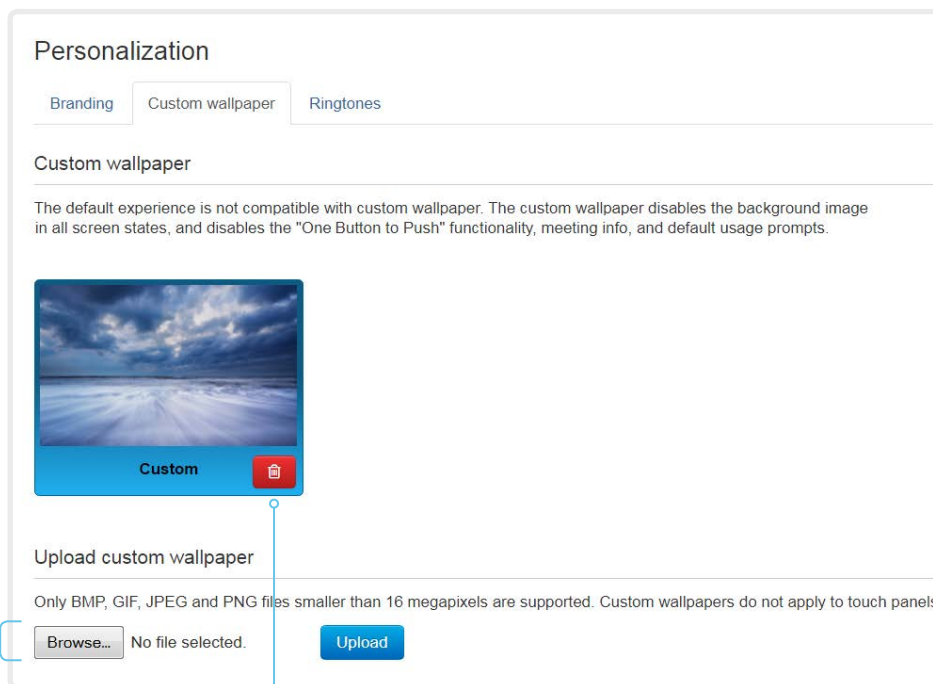 Personalization
Branding Custom wallpaper Ringtones
Custom wallpaper
The default experience is not compatible with custom wallpaper. The custom wallpaper disables the background image
in all screen states, and disables the "One Button to Push" functionality, meeting info, and default usage prompts.
Custom
Upload custom wallpaper
Only BMP, GIF, JPEG and PNG files smaller than 16 megapixels are supported. Custom wallpapers do not apply to touch panels
Browse... No file selected. Upload